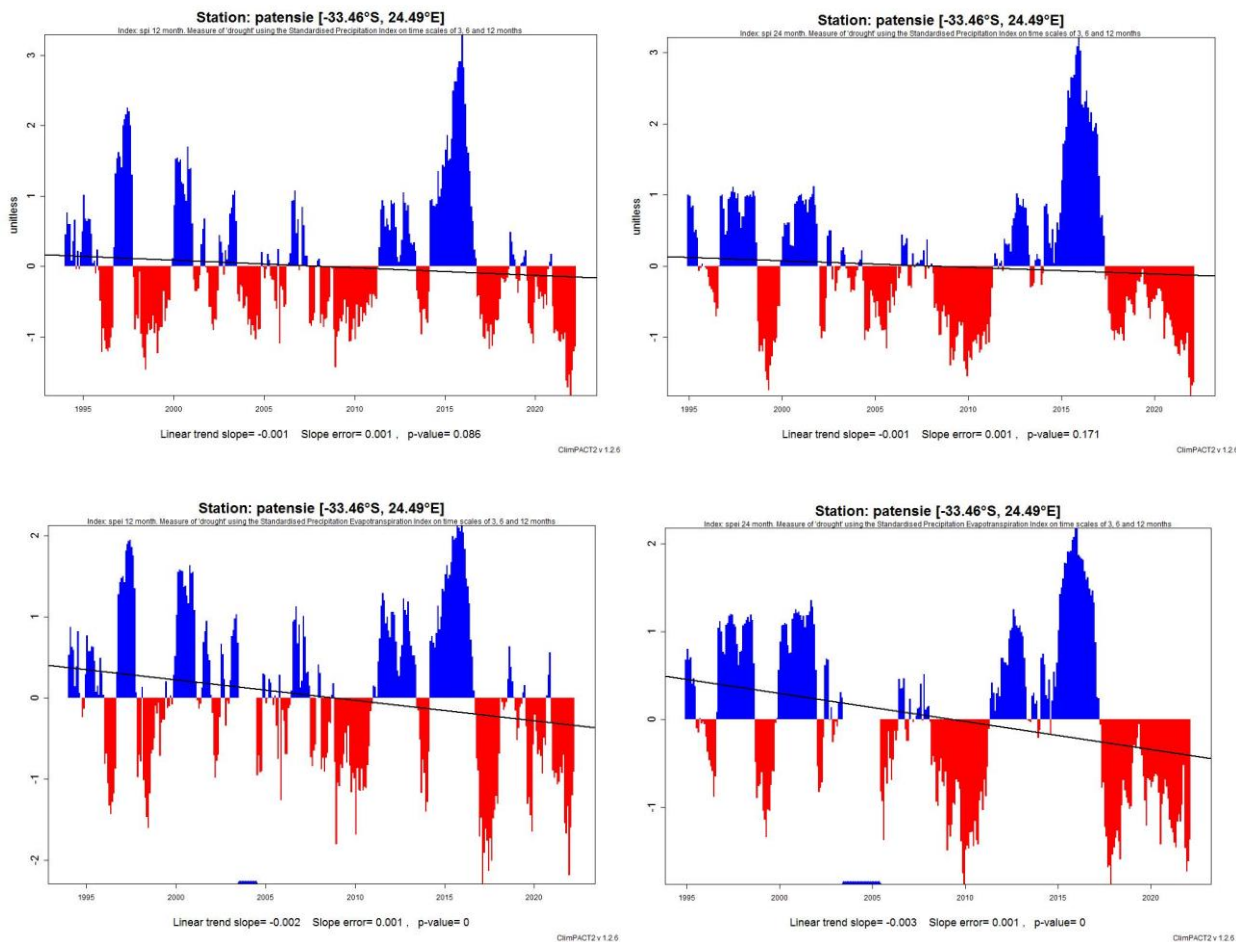 Station: patensie [-33.46°S, 24.49°E]
Index: spi 12 month. Measure of 'drought' using the Standardised Precipitation Index on time scales of 3, 6 and 12 months
unitless
3
2
1
0
-1
1995 2000 2005 2010 2015 2020
Linear trend slope= -0.001 Slope error= 0.001 , p-value= 0.086
ClimPACT2 v 1.2.6
Station: patensie [-33.46°S, 24.49°E]
Index: spi 24 month. Measure of 'drought' using the Standardised Precipitation Index on time scales of 3, 6 and 12 months
3
2
1
0
-1
1995 2000 2005 2010 2015 2020
Linear trend slope= -0.001 Slope error= 0.001 , p-value= 0.171
ClimPACT2 v 1.2.6
Station: patensie [-33.46°S, 24.49°E]
Index: spei 12 month. Measure of 'drought' using the Standardised Precipitation Evapotranspiration Index on time scales of 3, 6 and 12 months
2
1
0
-1
-2
1995 2000 2005 2010 2015 2020
Linear trend slope= -0.002 Slope error= 0.001 , p-value= 0
ClimPACT2 v 1.2.6
Station: patensie [-33.46°S, 24.49°E]
Index: spei 24 month. Measure of 'drought' using the Standardised Precipitation Evapotranspiration Index on time scales of 3, 6 and 12 months
2
1
0
-1
1995 2000 2005 2010 2015 2020
Linear trend slope= -0.003 Slope error= 0.001 , p-value= 0
ClimPACT2 v 1.2.6